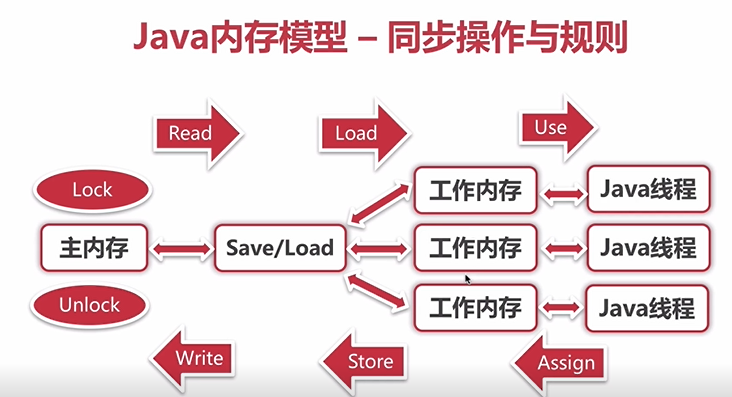 Java内存模型 – 同步操作与规则
Read
Load
Use
Lock
工作内存
Java线程
主内存
Save/Load
工作内存
Java线程
Unlock
工作内存
Java线程
Write
Store
Assign